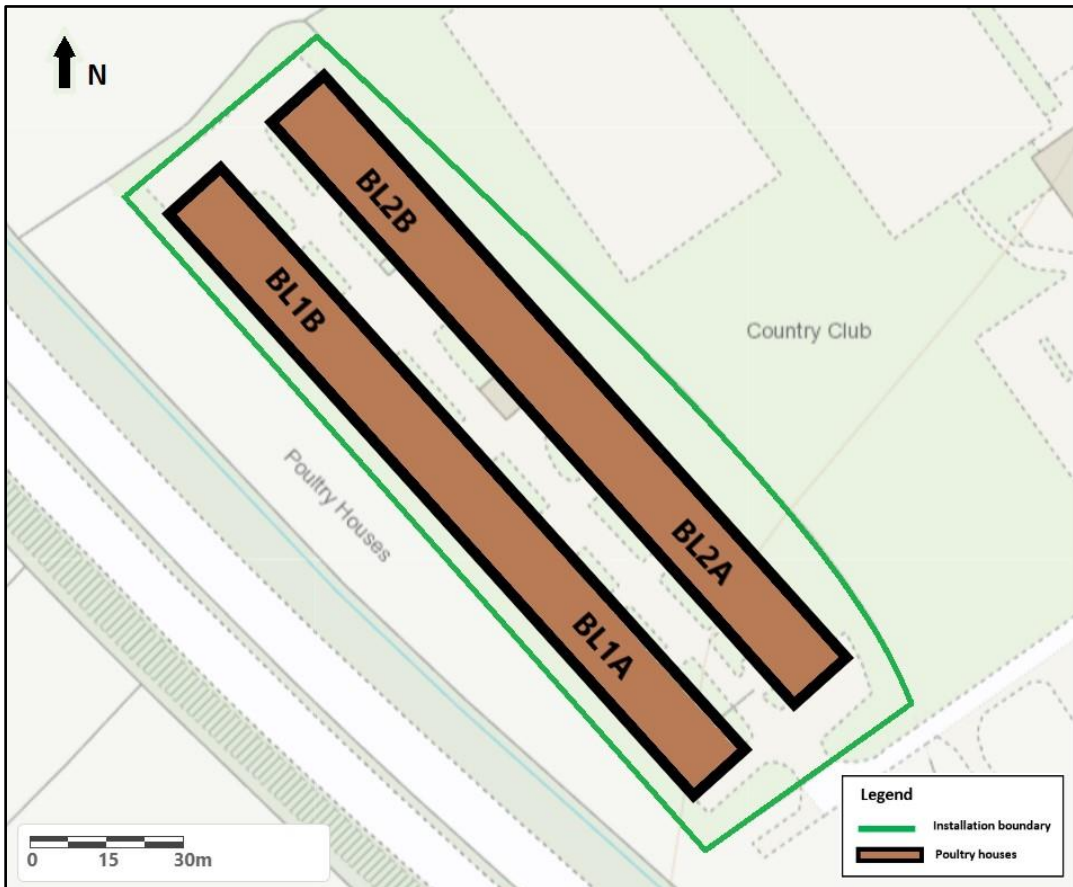 N
BL2B
BL1B
Country Club
Poultry Houses
BL2A
BL1A
Legend
Installation boundary
Poultry houses
0 15 30m